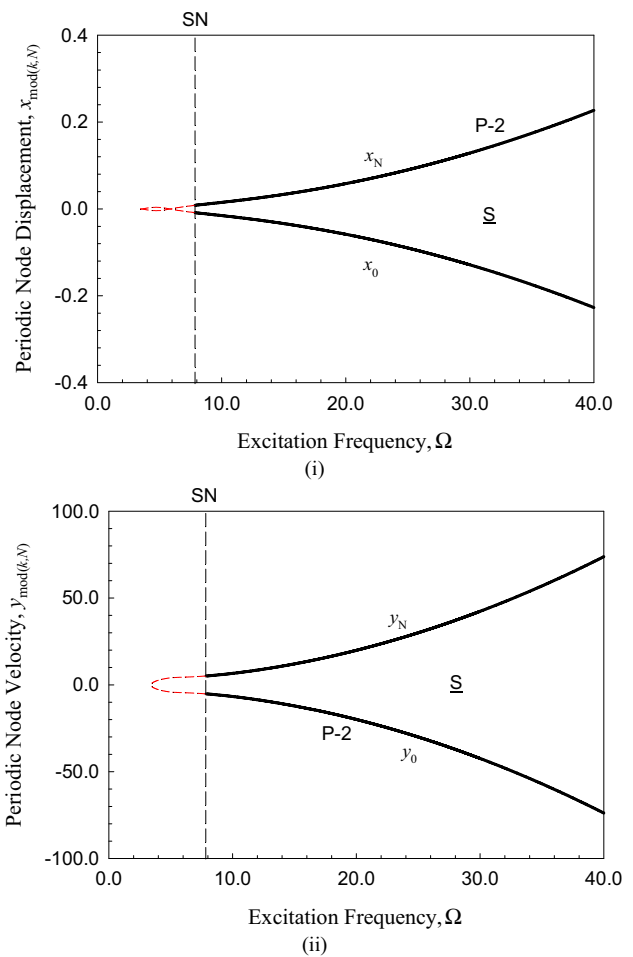 SN
0.4
0.2
0.0
-0.2
-0.4
Periodic Node Displacement, x_mod(k,N)
P-2
x_N
S
x_0
0.0 10.0 20.0 30.0 40.0
Excitation Frequency, Ω
(i)
SN
100.0
50.0
0.0
-50.0
-100.0
Periodic Node Velocity, y_mod(k,N)
y_N
S
P-2
y_0
0.0 10.0 20.0 30.0 40.0
Excitation Frequency, Ω
(ii)